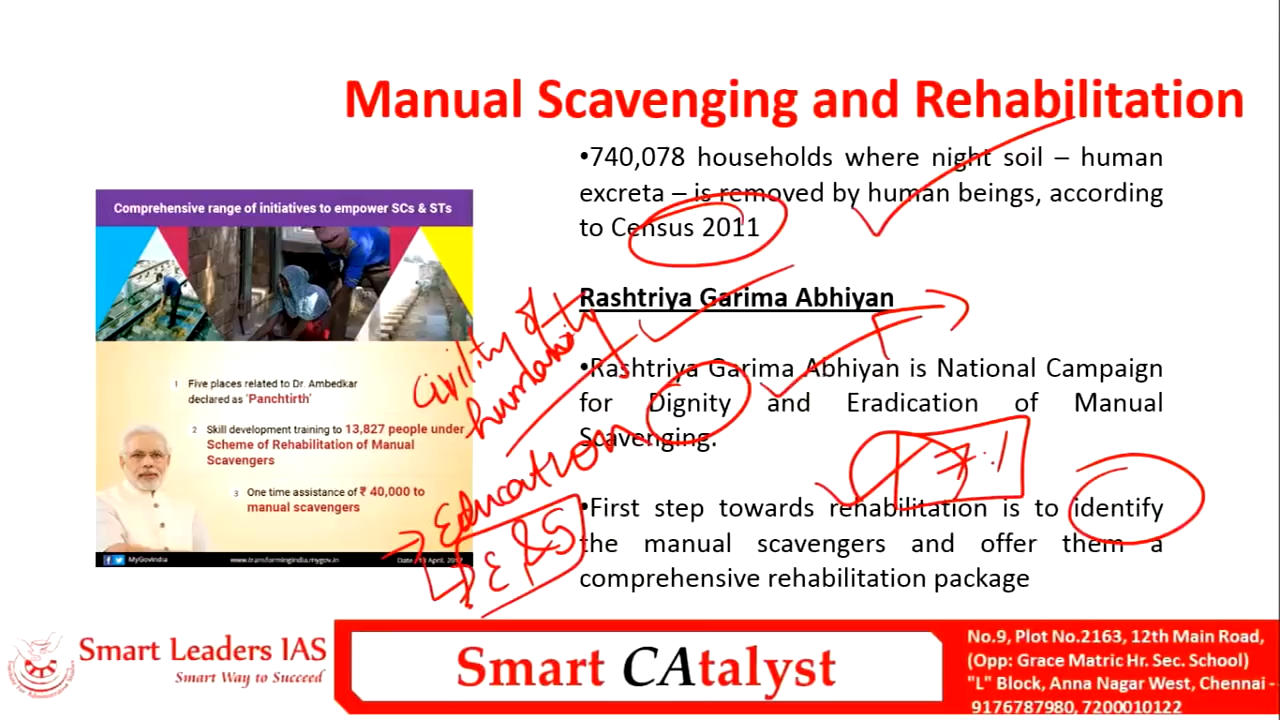 Manual Scavenging and Rehabilitation
•740,078 households where night soil – human
excreta – is removed by human beings, according
to Census 2011
Rashtriya Garima Abhiyan
•Rashtriya Garima Abhiyan is National Campaign
for Dignity and Eradication of Manual
Scavenging.
•First step towards rehabilitation is to identify
the manual scavengers and offer them a
comprehensive rehabilitation package
Comprehensive range of initiatives to empower SCs & STs
1 Five places related to Dr. Ambedkar
declared as 'Panchtirth'
2 Skill development training to 13,827 people under
Scheme of Rehabilitation of Manual
Scavengers
3 One time assistance of ₹ 40,000 to
manual scavengers
MyGovIndia www.transformingindia.mygov.in
Civility of
humanity
Education
Smart Leaders IAS
Smart Way to Succeed
Smart CAtalyst
No.9, Plot No.2163, 12th Main Road,
(Opp: Grace Matric Hr. Sec. School)
"L" Block, Anna Nagar West, Chennai -
9176787980, 7200010122